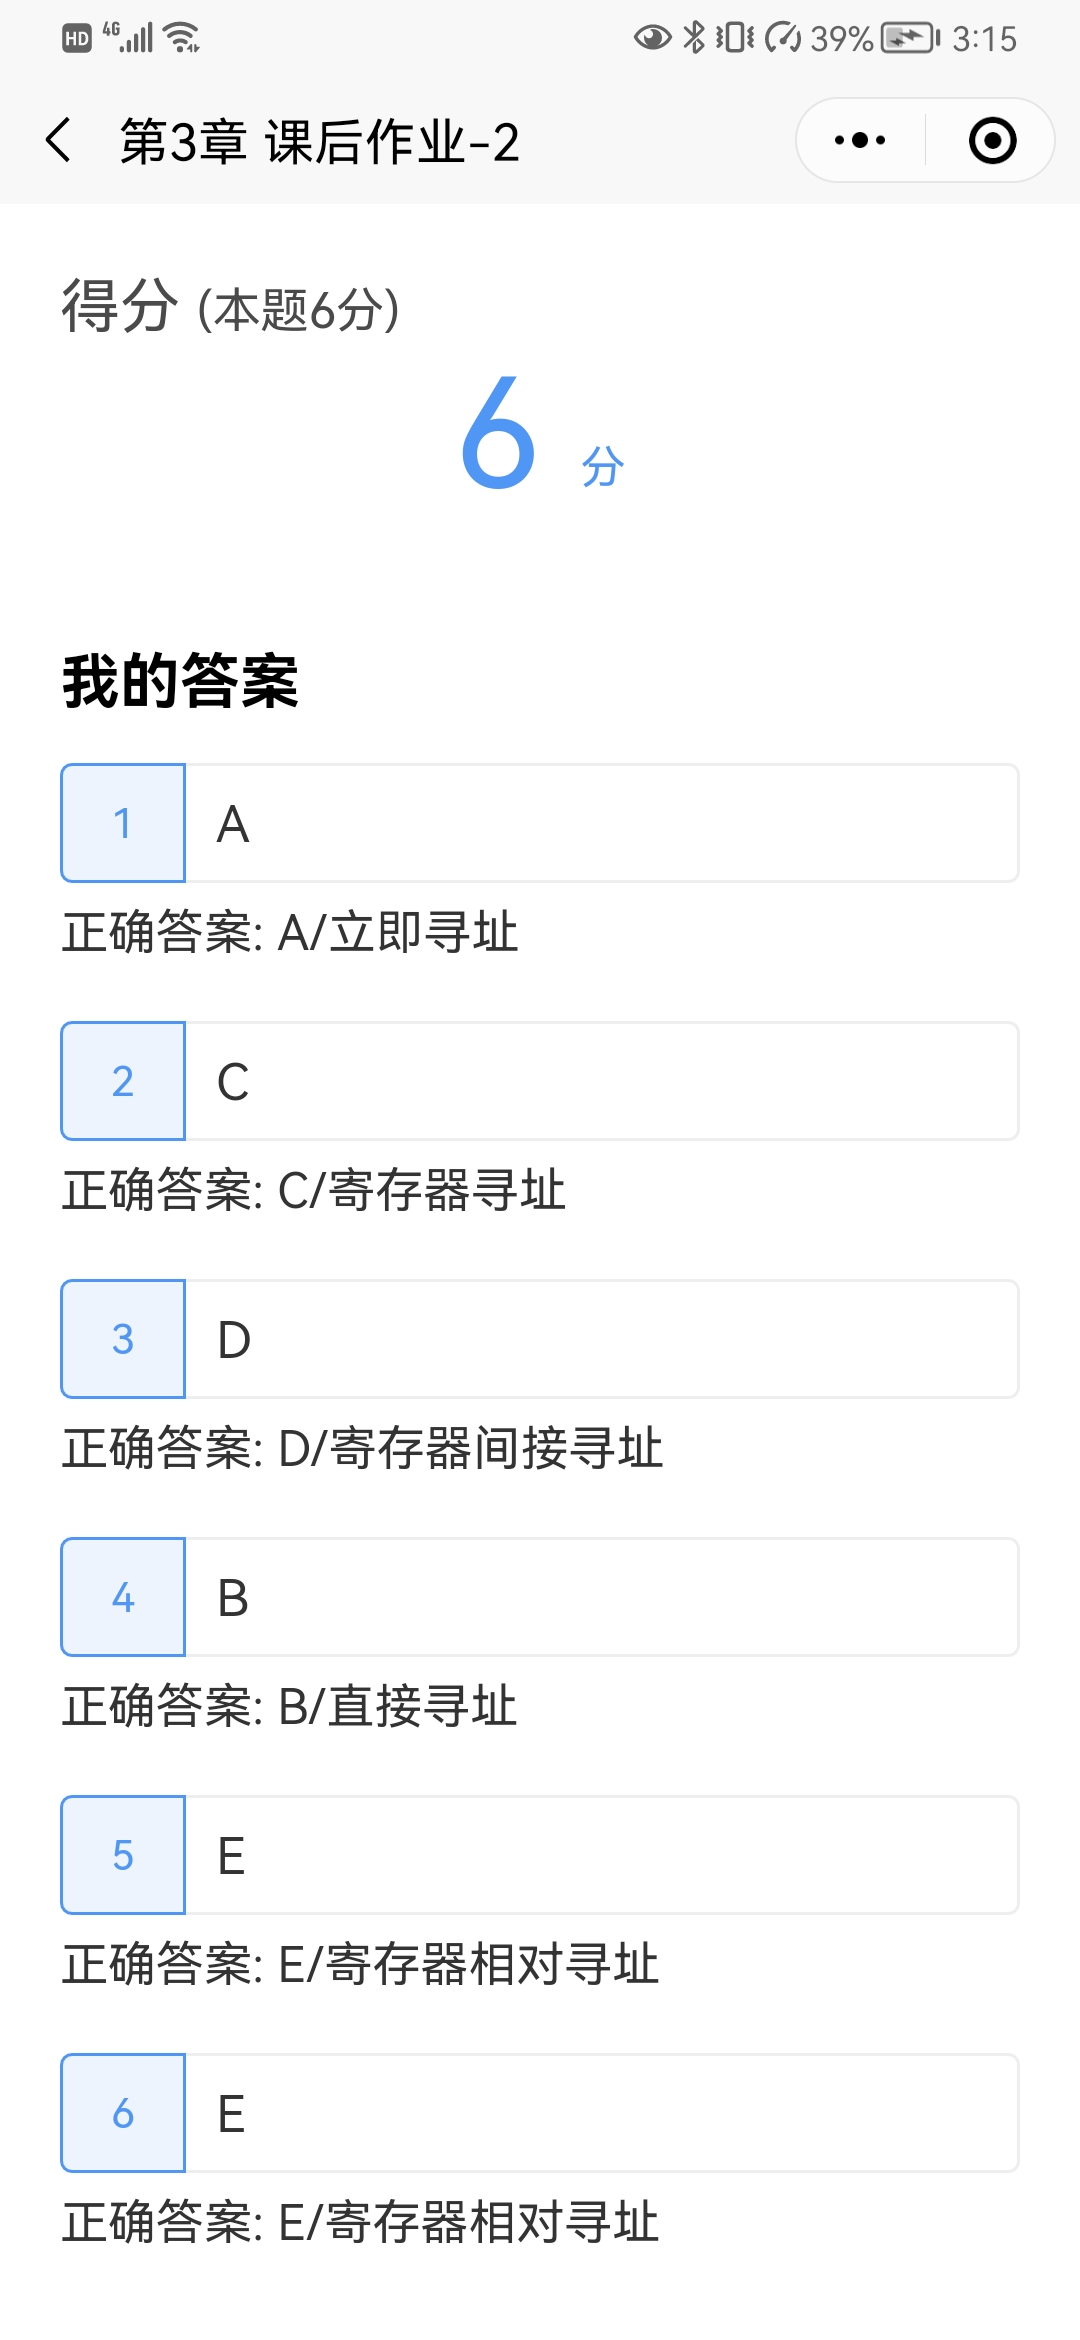 HD 4G 39% 3:15
第3章 课后作业-2
得分 (本题6分)
6 分
我的答案
1 A
正确答案: A/立即寻址
2 C
正确答案: C/寄存器寻址
3 D
正确答案: D/寄存器间接寻址
4 B
正确答案: B/直接寻址
5 E
正确答案: E/寄存器相对寻址
6 E
正确答案: E/寄存器相对寻址